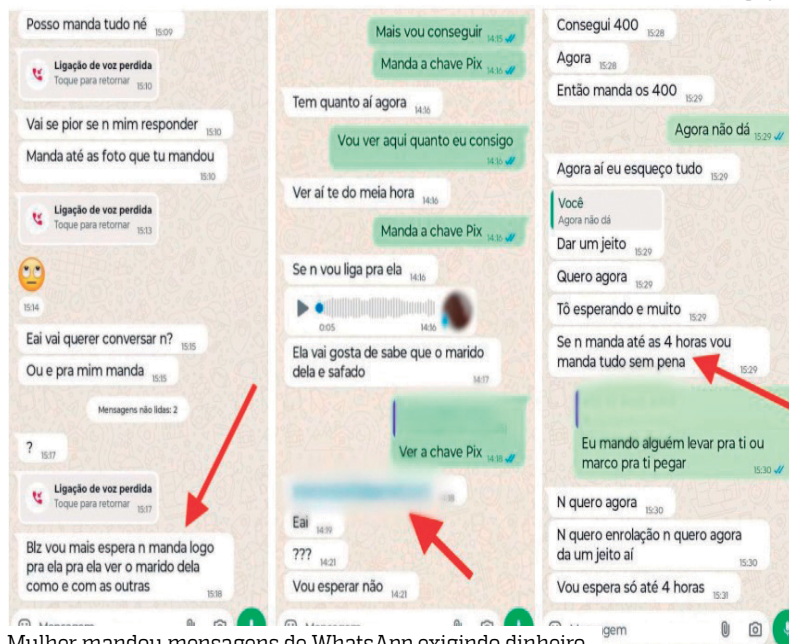 Posso manda tudo né 15:09
Ligação de voz perdida
Toque para retornar 15:10
Vai se pior se n mim responder 15:10
Manda até as foto que tu mandou
15:10
Ligação de voz perdida
Toque para retornar 15:13
15:14
Eai vai querer conversar n? 15:15
Ou e pra mim manda 15:15
Mensagens não lidas: 2
? 15:17
Ligação de voz perdida
Toque para retornar 15:17
Blz vou mais espera n manda logo
pra ela pra ela ver o marido dela
como e com as outras 15:18
Mensagem
Mais vou conseguir 14:15
Manda a chave Pix 14:16
Tem quanto aí agora 14:16
Vou ver aqui quanto eu consigo
14:16
Ver aí te do meia hora 14:16
Manda a chave Pix 14:16
Se n vou liga pra ela 14:16
0:05 14:16
Ela vai gosta de sabe que o marido
dela e safado 14:17
Ver a chave Pix 14:18
Eai 14:19
??? 14:21
Vou esperar não 14:21
Mensagem
Consegui 400 15:28
Agora 15:28
Então manda os 400 15:29
Agora não dá 15:29
Agora aí eu esqueço tudo 15:29
Você
Agora não dá
Dar um jeito 15:29
Quero agora 15:29
Tô esperando e muito 15:29
Se n manda até as 4 horas vou
manda tudo sem pena 15:29
Eu mando alguém levar pra ti ou
marco pra ti pegar 15:30
N quero agora 15:30
N quero enrolação n quero agora
da um jeito aí 15:30
Vou espera só até 4 horas 15:31
Mulher mandou mensagens de WhatsApp exigindo dinheiro